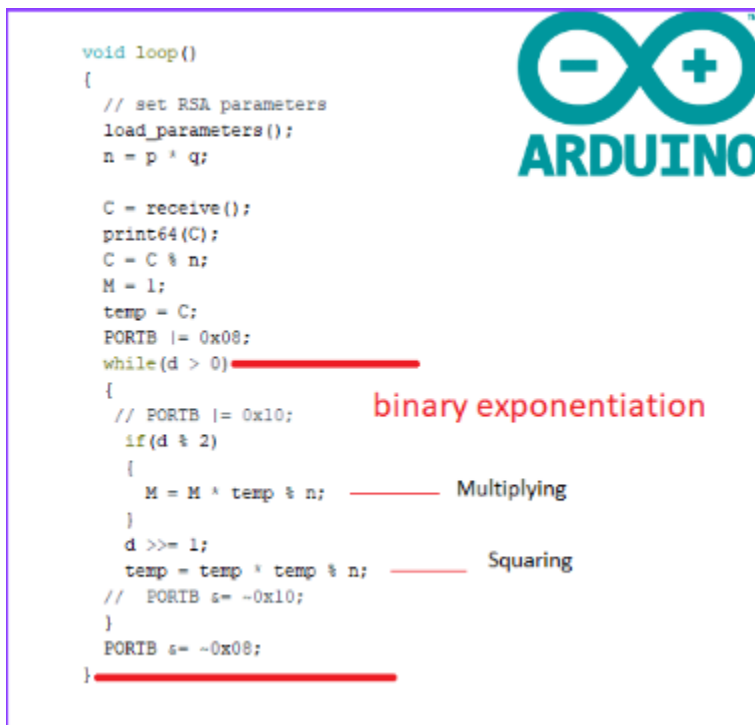 void loop()
{
// set RSA parameters
load_parameters();
n = p * q;
C = receive();
print64(C);
C = C % n;
M = 1;
temp = C;
PORTB |= 0x08;
while(d > 0)
{
// PORTB |= 0x10;
if(d % 2)
{
M = M * temp % n;
}
d >>= 1;
temp = temp * temp % n;
// PORTB &= ~0x10;
}
PORTB &= ~0x08;
}
ARDUINO
TM
binary exponentiation
Multiplying
Squaring